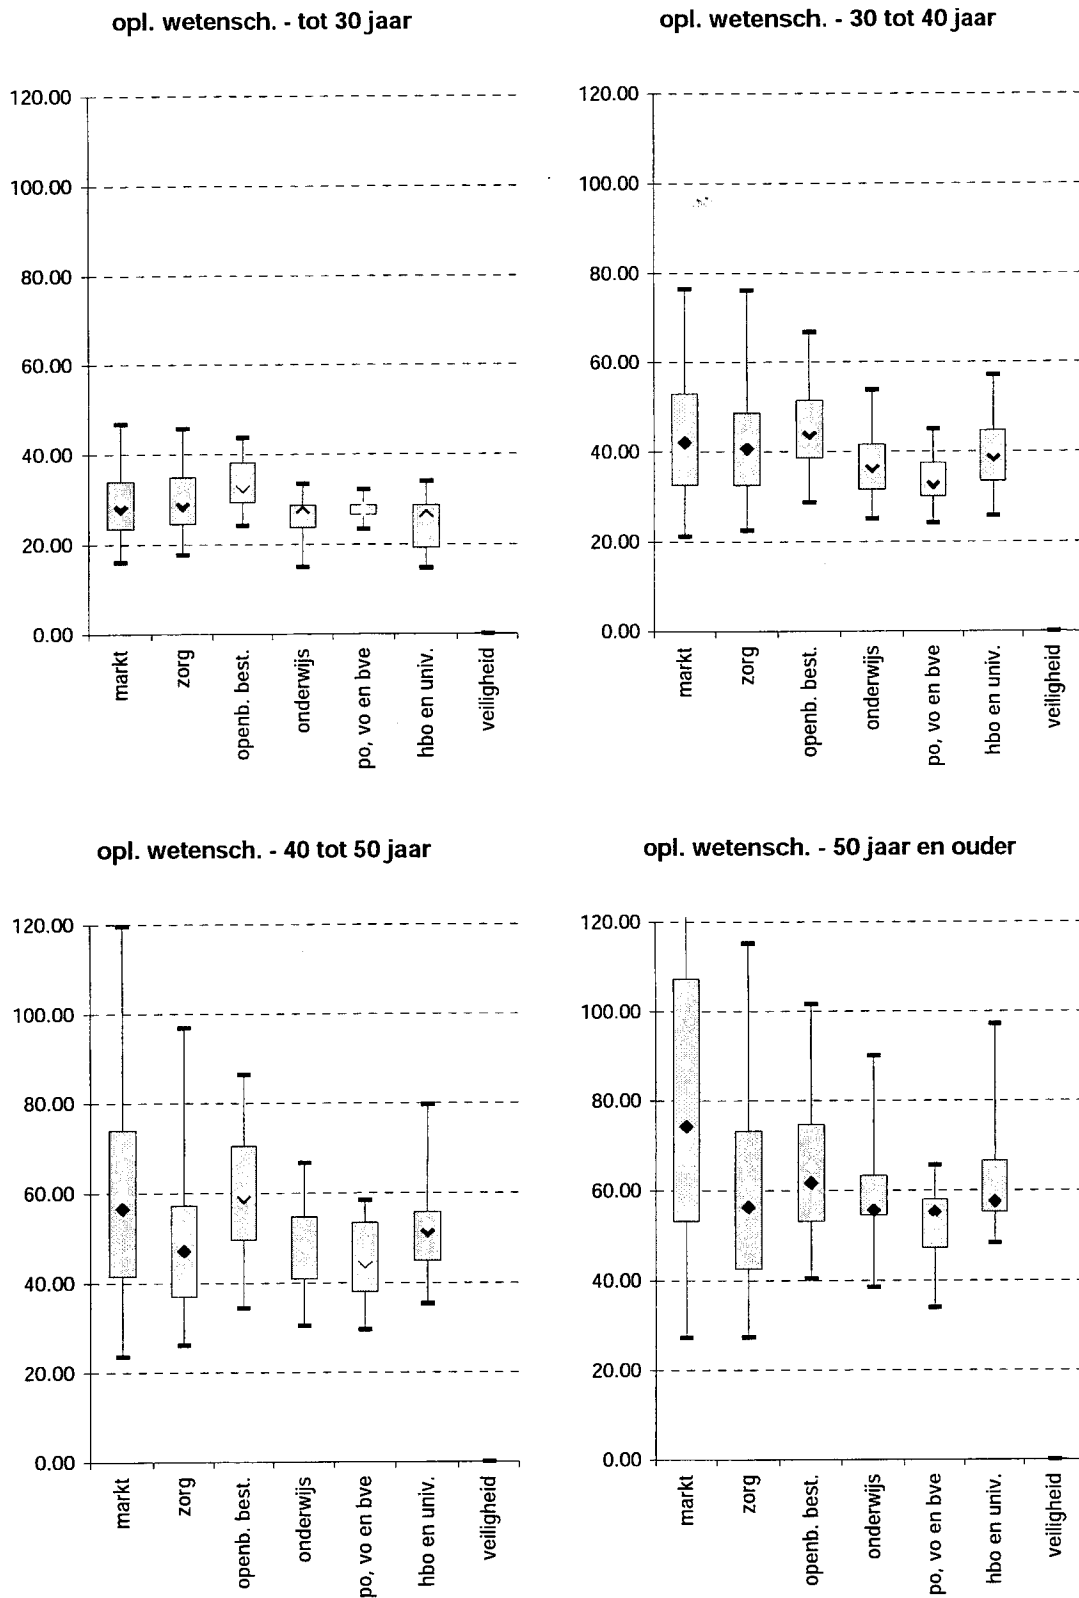 opl. wetensch. - tot 30 jaar
120.00
100.00
80.00
60.00
40.00
20.00
0.00
markt
zorg
openb. best.
onderwijs
po, vo en bve
hbo en univ.
veiligheid
opl. wetensch. - 30 tot 40 jaar
120.00
100.00
80.00
60.00
40.00
20.00
0.00
markt
zorg
openb. best.
onderwijs
po, vo en bve
hbo en univ.
veiligheid
opl. wetensch. - 40 tot 50 jaar
120.00
100.00
80.00
60.00
40.00
20.00
0.00
markt
zorg
openb. best.
onderwijs
po, vo en bve
hbo en univ.
veiligheid
opl. wetensch. - 50 jaar en ouder
120.00
100.00
80.00
60.00
40.00
20.00
0.00
markt
zorg
openb. best.
onderwijs
po, vo en bve
hbo en univ.
veiligheid